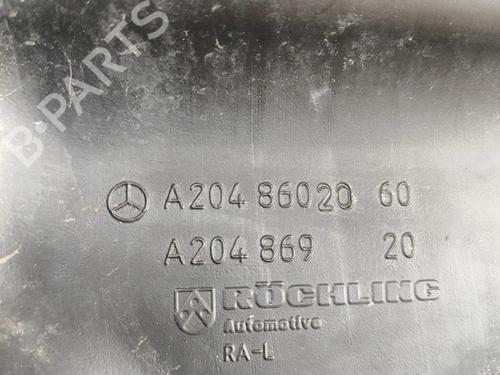 B-PARTS
A204 86020 60
A204 869 20
RÖCHLING
Automotive
RA-L